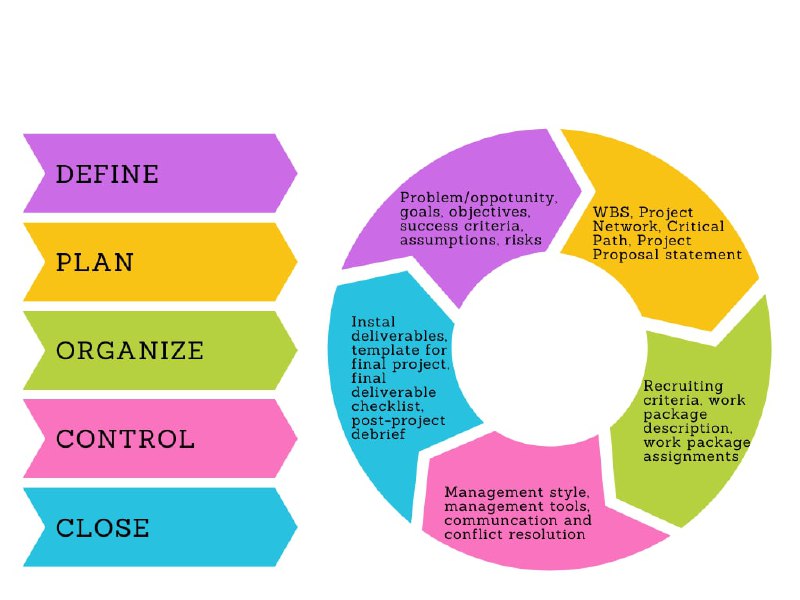 DEFINE
PLAN
ORGANIZE
CONTROL
CLOSE
Problem/oppotunity,
goals, objectives,
success criteria,
assumptions, risks
WBS, Project
Network, Critical
Path, Project
Proposal statement
Recruiting
criteria, work
package
description,
work package
assignments
Management style,
management tools,
communcation and
conflict resolution
Instal
deliverables,
template for
final project,
final
deliverable
checklist,
post-project
debrief